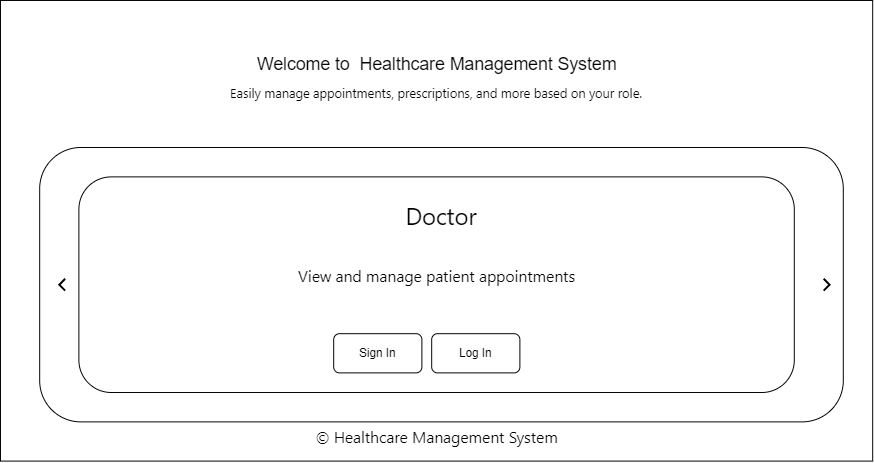 Welcome to  Healthcare Management System
Easily manage appointments, prescriptions, and more based on your role.
Doctor
View and manage patient appointments
Sign In
Log In
© Healthcare Management System